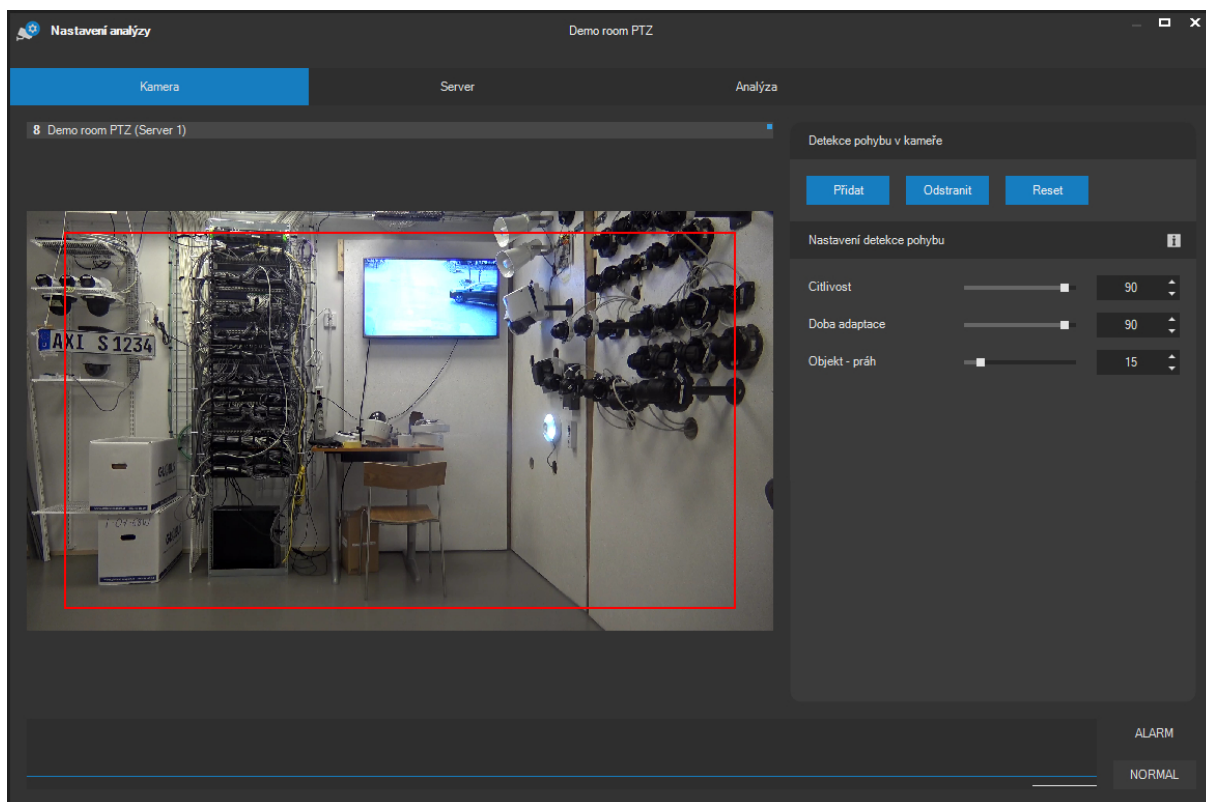 Nastavení analýzy
Demo room PTZ
Kamera
Server
Analýza
8 Demo room PTZ (Server 1)
AXI S 1234
Detekce pohybu v kameře
Přidat
Odstranit
Reset
Nastavení detekce pohybu
i
Citlivost
90
Doba adaptace
90
Objekt - práh
15
ALARM
NORMAL